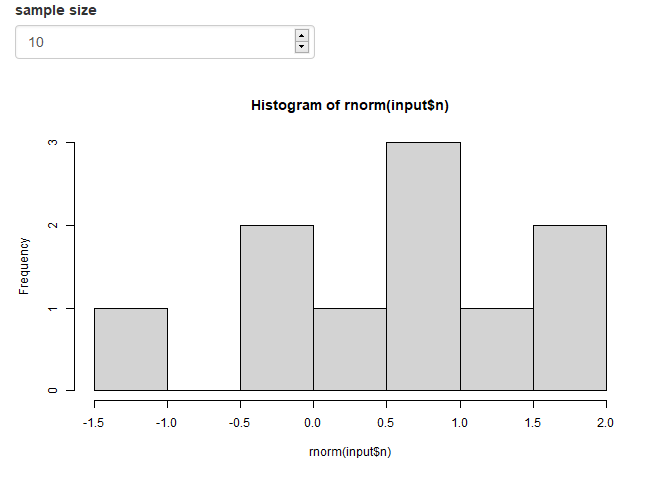 sample size
10
Histogram of rnorm(input$n)
3
2
1
0
Frequency
-1.5 -1.0 -0.5 0.0 0.5 1.0 1.5 2.0
rnorm(input$n)